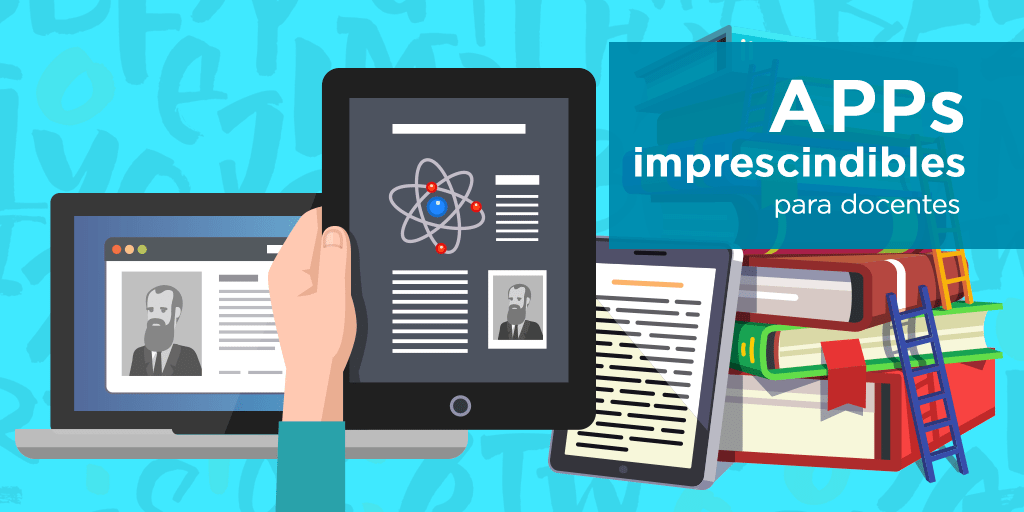 APPs
imprescindibles
para docentes